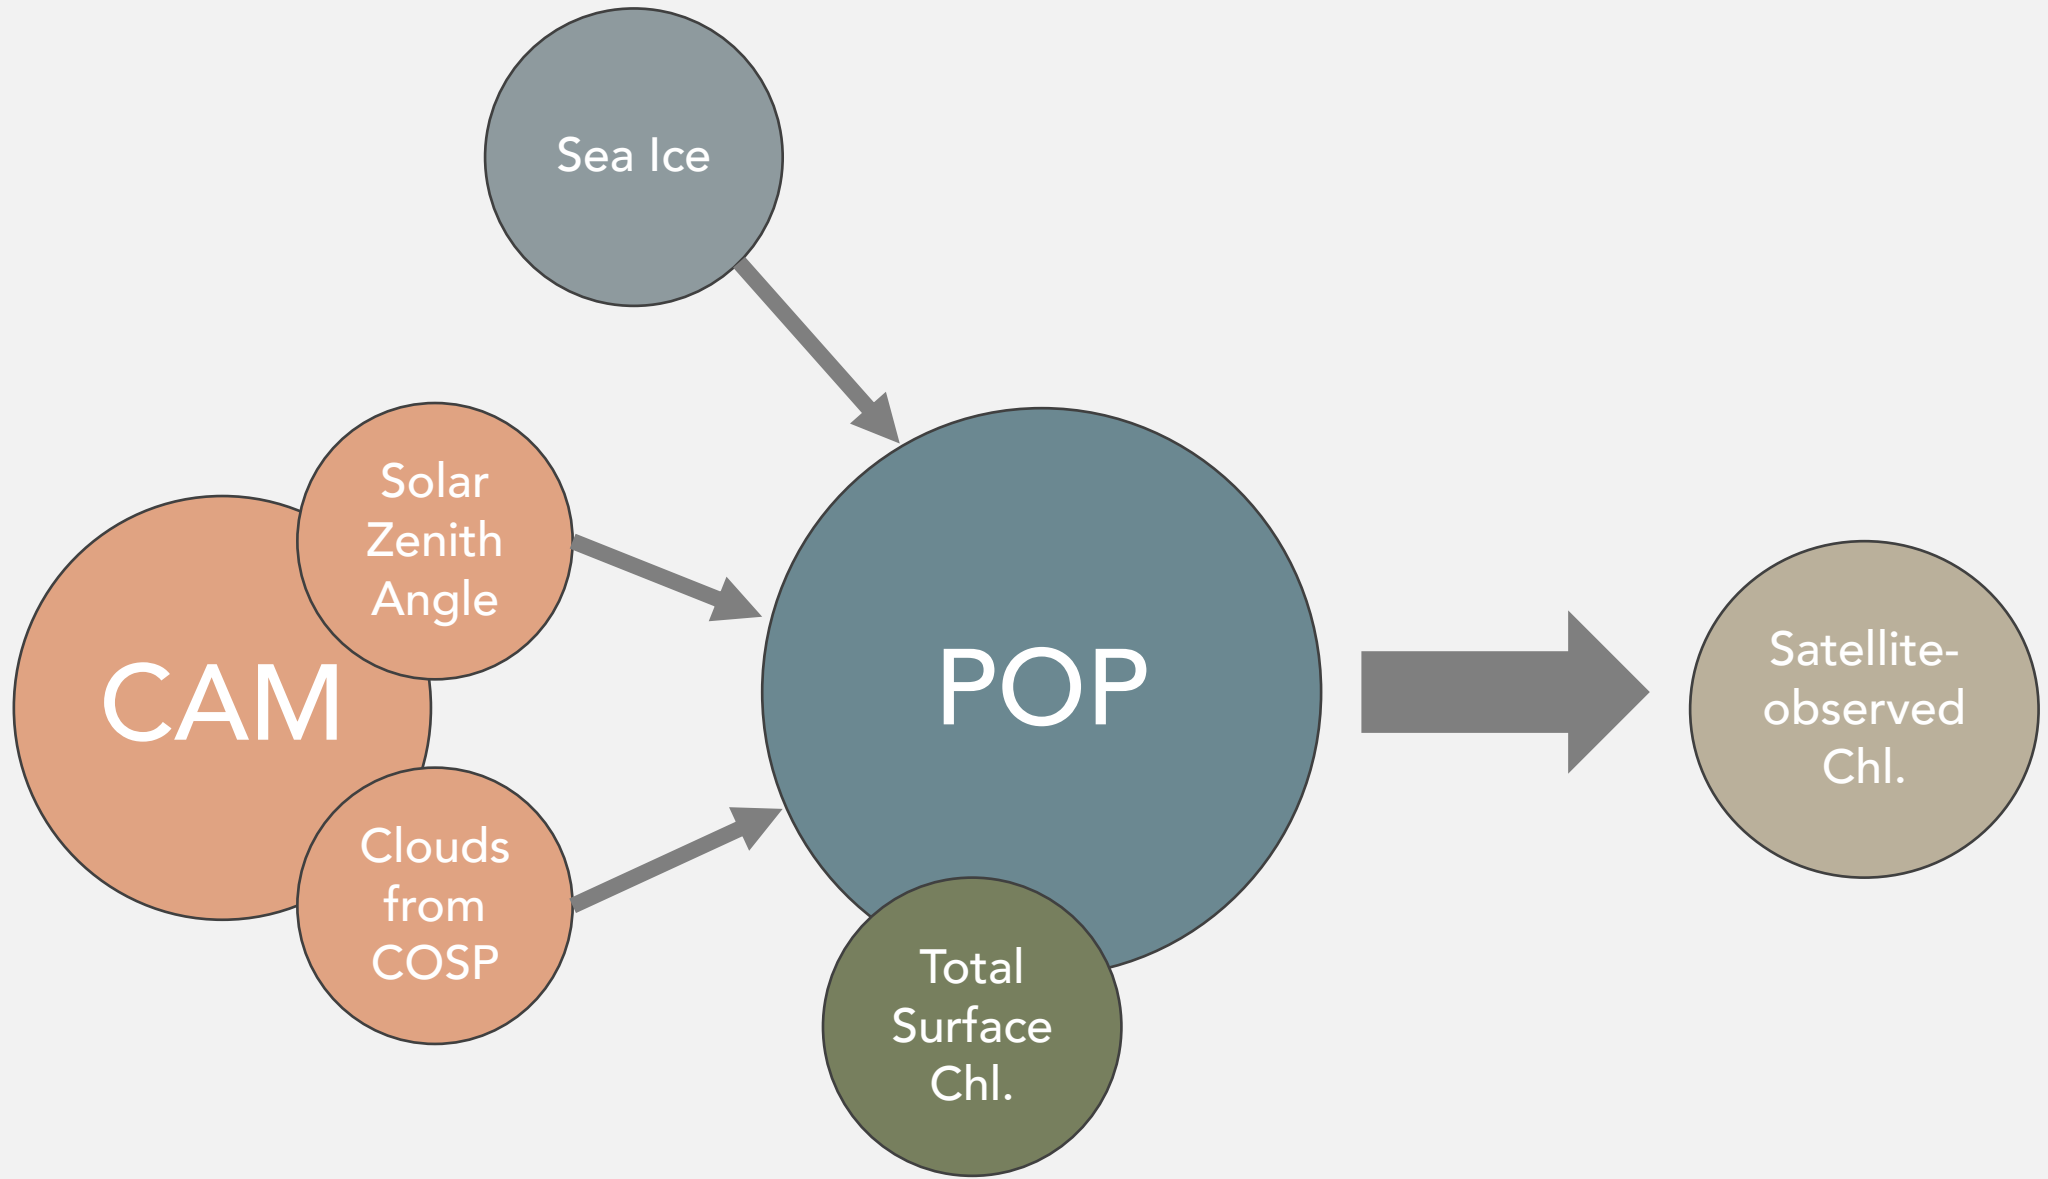 Sea Ice
Solar
Zenith
Angle
CAM
Clouds
from
COSP
POP
Total
Surface
Chl.
Satellite-
observed
Chl.